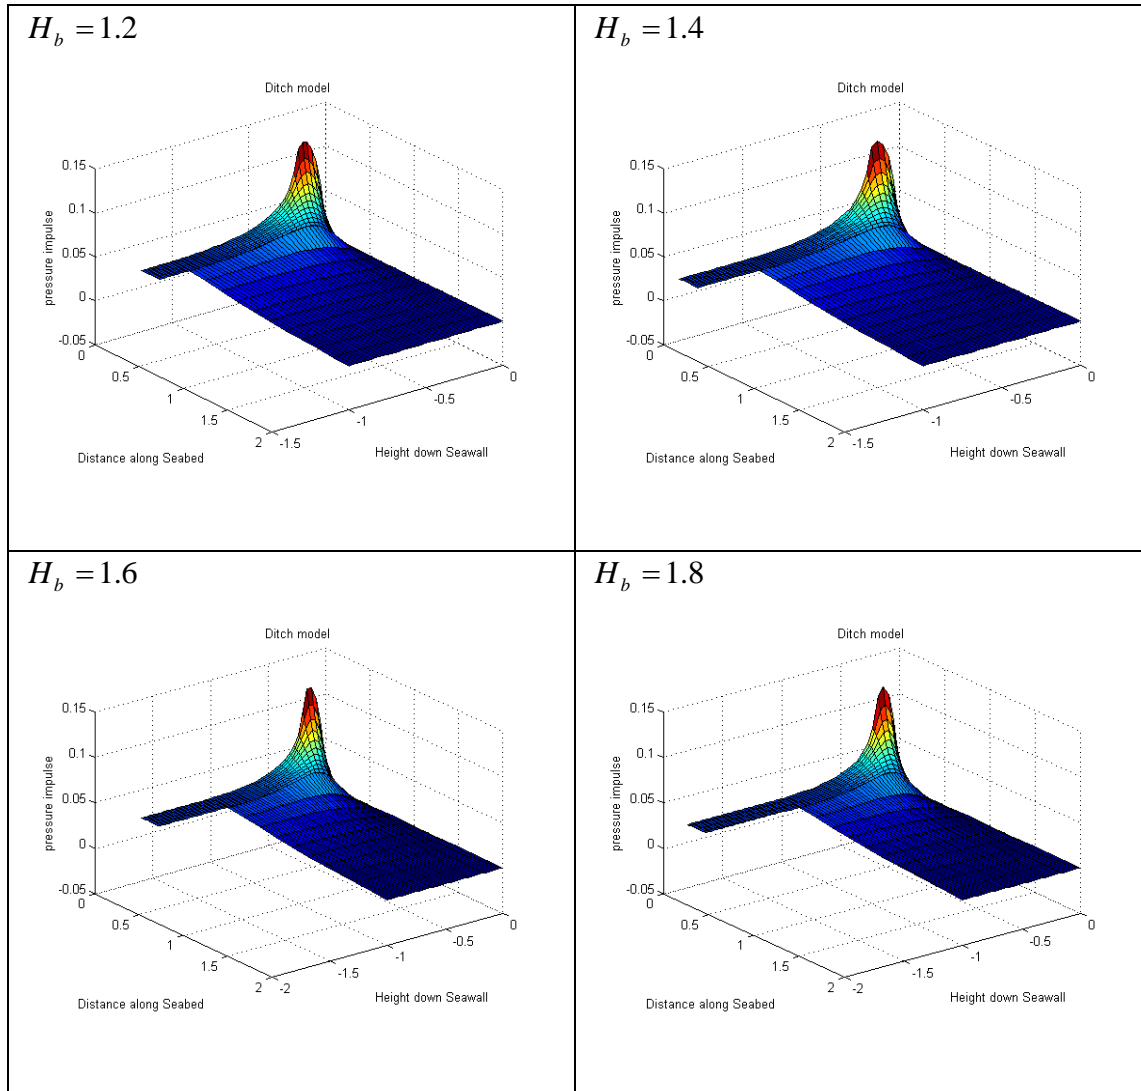 H_b = 1.2
Ditch model
0.15
0.1
0.05
0
-0.05
pressure impulse
0
0.5
1
1.5
2
-1.5
-1
-0.5
0
Distance along Seabed
Height down Seawall
H_b = 1.4
Ditch model
0.15
0.1
0.05
0
-0.05
pressure impulse
0
0.5
1
1.5
2
-1.5
-1
-0.5
0
Distance along Seabed
Height down Seawall
H_b = 1.6
Ditch model
0.15
0.1
0.05
0
-0.05
pressure impulse
0
0.5
1
1.5
2
-2
-1.5
-1
-0.5
0
Distance along Seabed
Height down Seawall
H_b = 1.8
Ditch model
0.15
0.1
0.05
0
-0.05
pressure impulse
0
0.5
1
1.5
2
-2
-1.5
-1
-0.5
0
Distance along Seabed
Height down Seawall